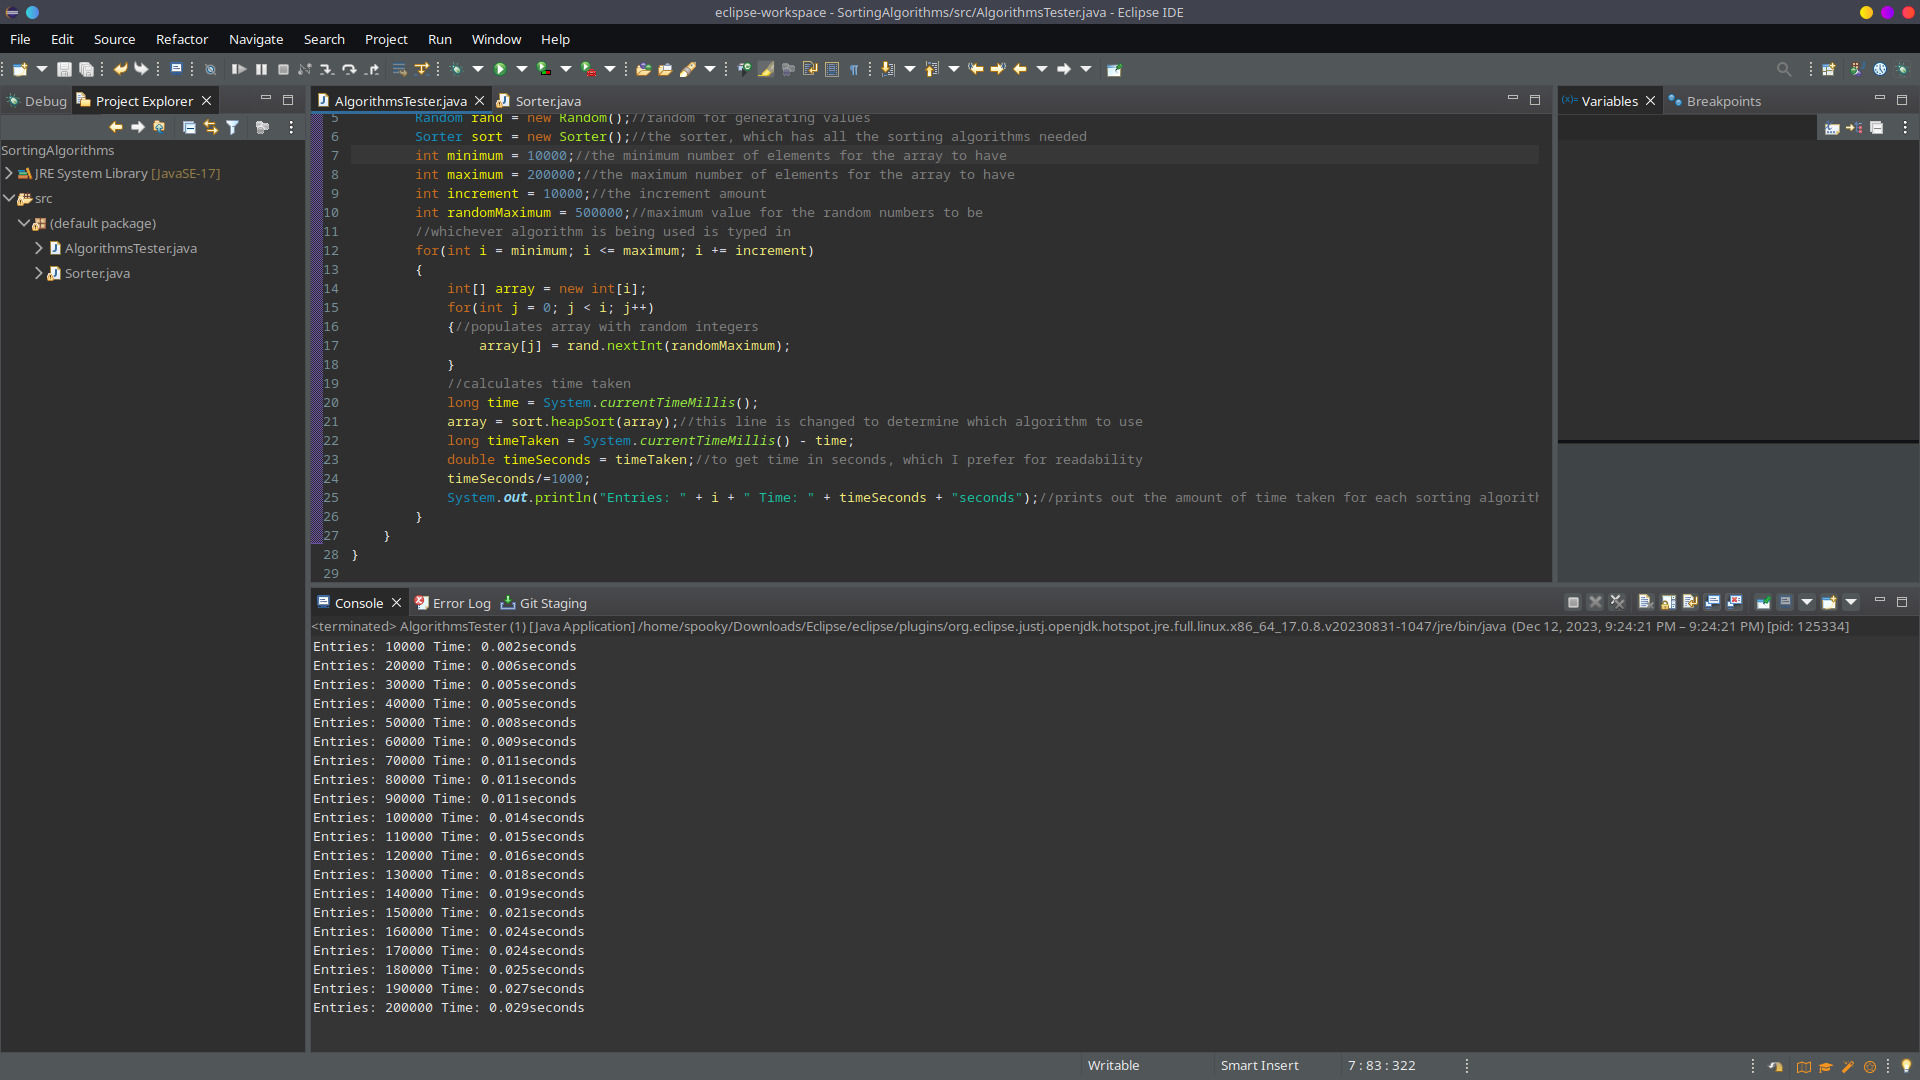 eclipse-workspace - SortingAlgorithms/src/AlgorithmsTester.java - Eclipse IDE
File Edit Source Refactor Navigate Search Project Run Window Help
Debug Project Explorer
SortingAlgorithms
JRE System Library [JavaSE-17]
src
(default package)
AlgorithmsTester.java
Sorter.java
AlgorithmsTester.java Sorter.java
5 Random rand = new Random();//random for generating values
6 Sorter sort = new Sorter();//the sorter, which has all the sorting algorithms needed
7 int minimum = 10000;//the minimum number of elements for the array to have
8 int maximum = 200000;//the maximum number of elements for the array to have
9 int increment = 10000;//the increment amount
10 int randomMaximum = 500000;//maximum value for the random numbers to be
11 //whichever algorithm is being used is typed in
12 for(int i = minimum; i <= maximum; i += increment)
13 {
14 int[] array = new int[i];
15 for(int j = 0; j < i; j++)
16 {//populates array with random integers
17 array[j] = rand.nextInt(randomMaximum);
18 }
19 //calculates time taken
20 long time = System.currentTimeMillis();
21 array = sort.heapSort(array);//this line is changed to determine which algorithm to use
22 long timeTaken = System.currentTimeMillis() - time;
23 double timeSeconds = timeTaken;//to get time in seconds, which I prefer for readability
24 timeSeconds/=1000;
25 System.out.println("Entries: " + i + " Time: " + timeSeconds + "seconds");//prints out the amount of time taken for each sorting algorith
26 }
27 }
28 }
29
(x)= Variables Breakpoints
Console Error Log Git Staging
<terminated> AlgorithmsTester (1) [Java Application] /home/spooky/Downloads/Eclipse/eclipse/plugins/org.eclipse.justj.openjdk.hotspot.jre.full.linux.x86_64_17.0.8.v20230831-1047/jre/bin/java (Dec 12, 2023, 9:24:21 PM – 9:24:21 PM) [pid: 125334]
Entries: 10000 Time: 0.002seconds
Entries: 20000 Time: 0.006seconds
Entries: 30000 Time: 0.005seconds
Entries: 40000 Time: 0.005seconds
Entries: 50000 Time: 0.008seconds
Entries: 60000 Time: 0.009seconds
Entries: 70000 Time: 0.011seconds
Entries: 80000 Time: 0.011seconds
Entries: 90000 Time: 0.011seconds
Entries: 100000 Time: 0.014seconds
Entries: 110000 Time: 0.015seconds
Entries: 120000 Time: 0.016seconds
Entries: 130000 Time: 0.018seconds
Entries: 140000 Time: 0.019seconds
Entries: 150000 Time: 0.021seconds
Entries: 160000 Time: 0.024seconds
Entries: 170000 Time: 0.024seconds
Entries: 180000 Time: 0.025seconds
Entries: 190000 Time: 0.027seconds
Entries: 200000 Time: 0.029seconds
Writable Smart Insert 7 : 83 : 322